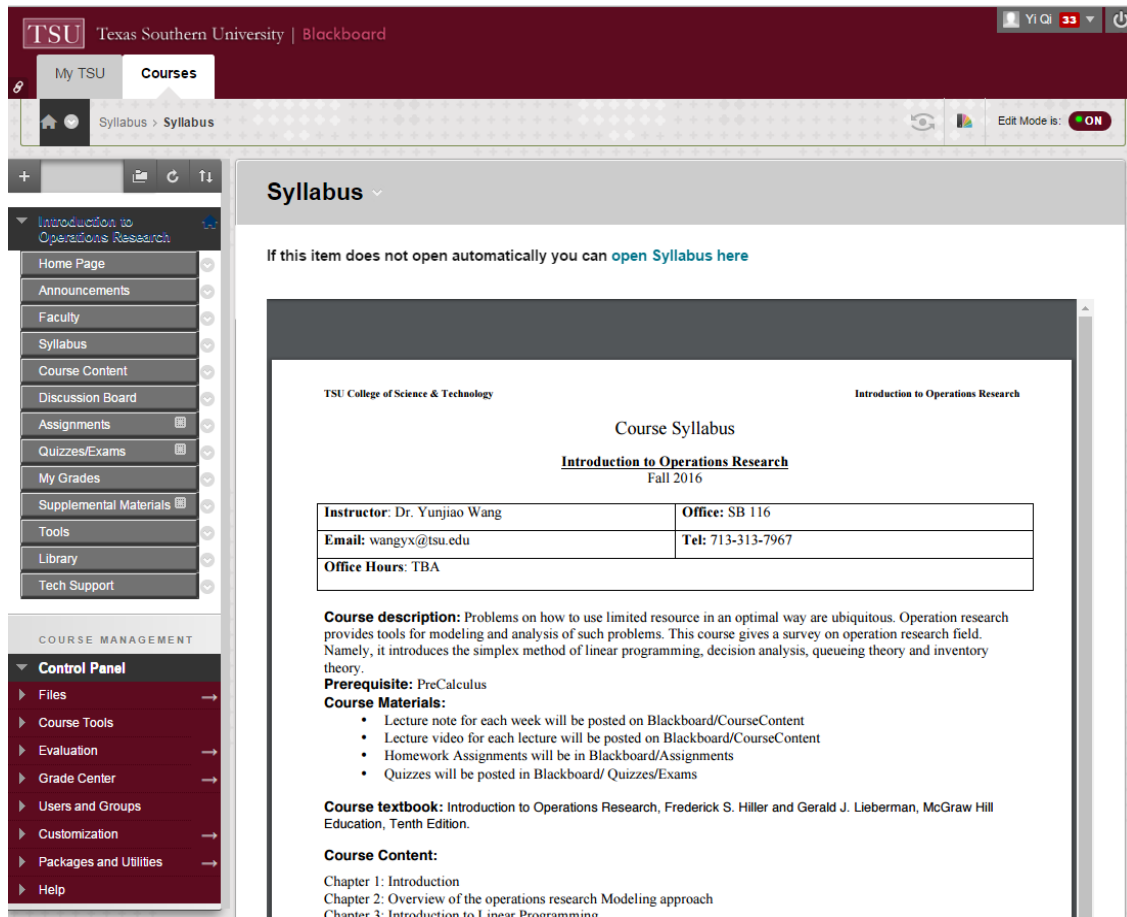 TSU Texas Southern University | Blackboard
Yi Qi 33
My TSU
Courses
Syllabus > Syllabus
Edit Mode is: ON
Syllabus
Introduction to
Operations Research
Home Page
Announcements
Faculty
Syllabus
Course Content
Discussion Board
Assignments
Quizzes/Exams
My Grades
Supplemental Materials
Tools
Library
Tech Support
COURSE MANAGEMENT
Control Panel
Files
Course Tools
Evaluation
Grade Center
Users and Groups
Customization
Packages and Utilities
Help
If this item does not open automatically you can open Syllabus here
TSU College of Science & Technology
Introduction to Operations Research
Course Syllabus
Introduction to Operations Research
Fall 2016
Instructor: Dr. Yunjiao Wang
Office: SB 116
Email: wangyx@tsu.edu
Tel: 713-313-7967
Office Hours: TBA
Course description: Problems on how to use limited resource in an optimal way are ubiquitous. Operation research
provides tools for modeling and analysis of such problems. This course gives a survey on operation research field.
Namely, it introduces the simplex method of linear programming, decision analysis, queueing theory and inventory
theory.
Prerequisite: PreCalculus
Course Materials:
• Lecture note for each week will be posted on Blackboard/CourseContent
• Lecture video for each lecture will be posted on Blackboard/CourseContent
• Homework Assignments will be in Blackboard/Assignments
• Quizzes will be posted in Blackboard/ Quizzes/Exams
Course textbook: Introduction to Operations Research, Frederick S. Hiller and Gerald J. Lieberman, McGraw Hill
Education, Tenth Edition.
Course Content:
Chapter 1: Introduction
Chapter 2: Overview of the operations research Modeling approach
Chapter 3: Introduction to Linear Programming